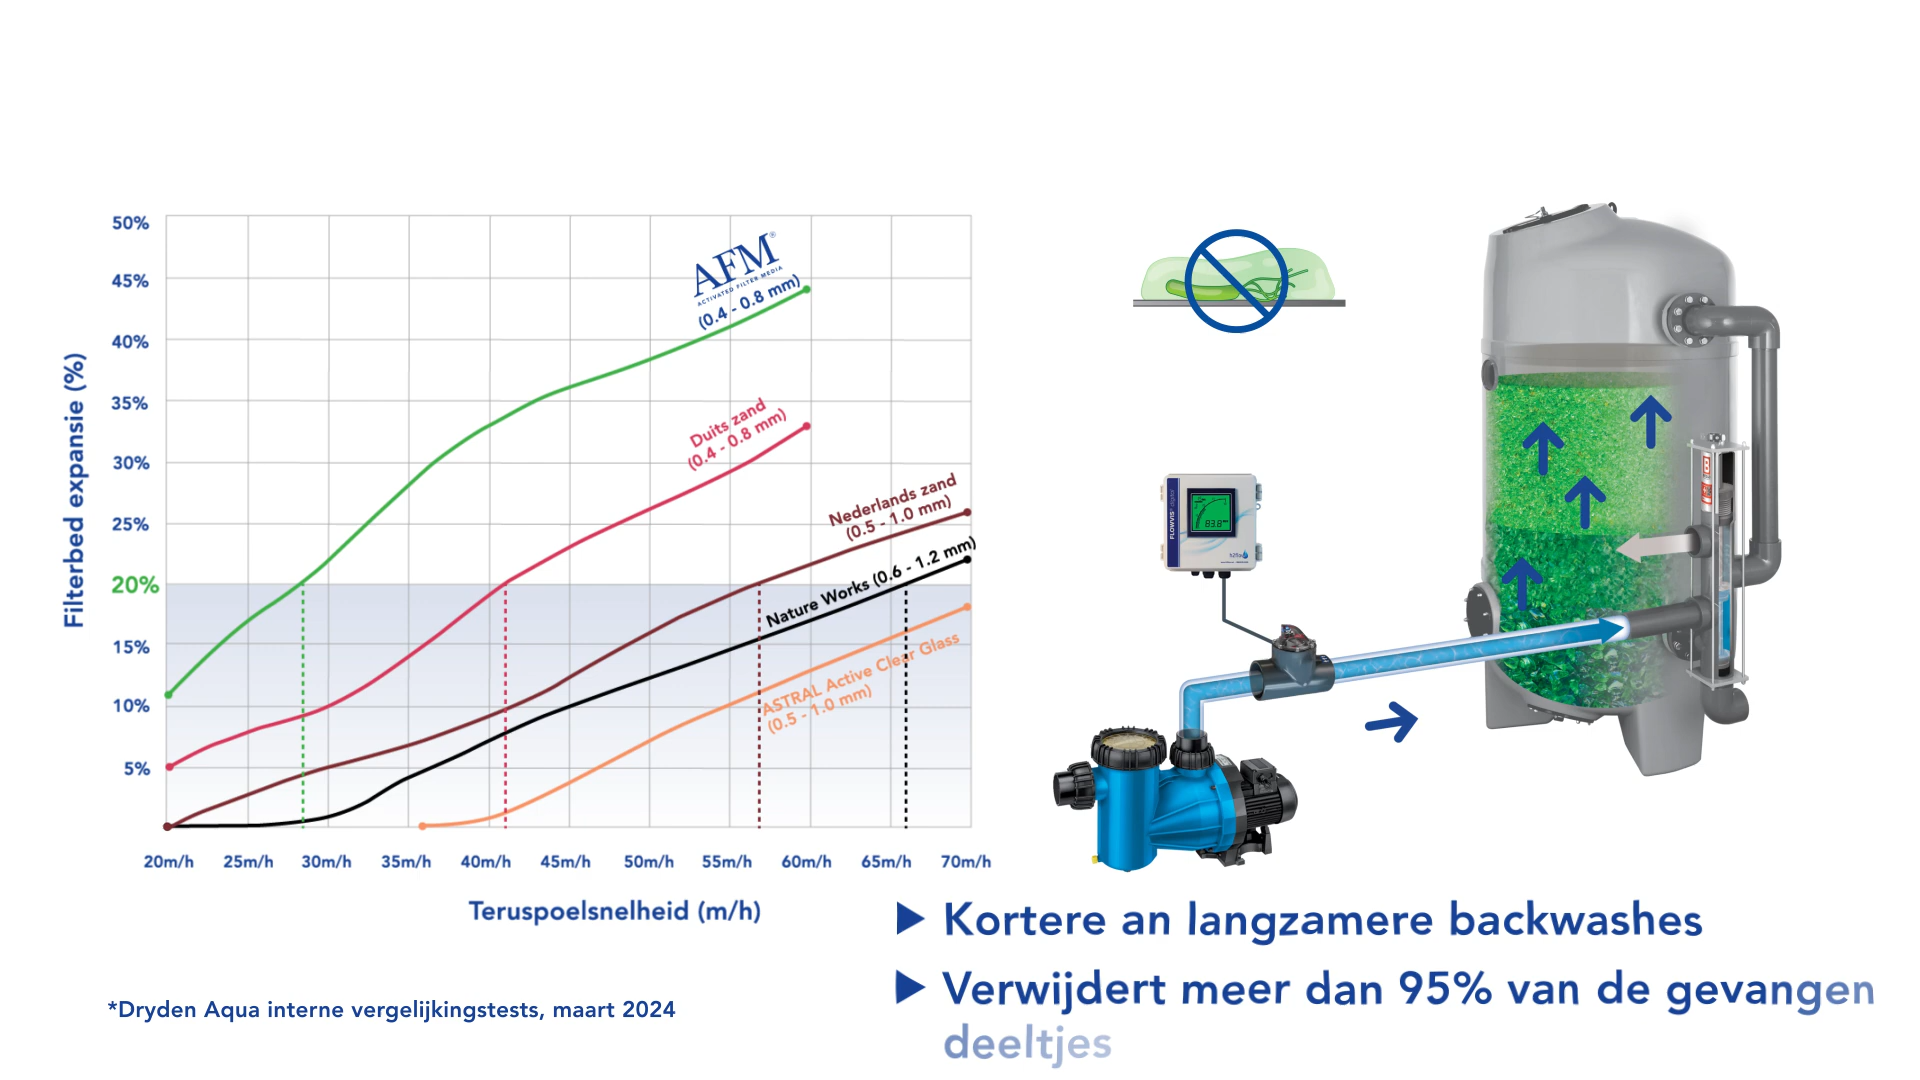 50%
45%
40%
35%
30%
25%
20%
15%
10%
5%
Filterbed expansie (%)
AFM®
ACTIVATED FILTER MEDIA
(0.4 - 0.8 mm)
Duits zand
(0.4 - 0.8 mm)
Nederlands zand
(0.5 - 1.0 mm)
Nature Works (0.6 - 1.2 mm)
ASTRAL Active Clear Glass
(0.5 - 1.0 mm)
20m/h 25m/h 30m/h 35m/h 40m/h 45m/h 50m/h 55m/h 60m/h 65m/h 70m/h
Teruspoelsnelheid (m/h)
*Dryden Aqua interne vergelijkingstests, maart 2024
FLOWVIS digital
83.8
Kortere an langzamere backwashes
Verwijdert meer dan 95% van de gevangen
deeltjes